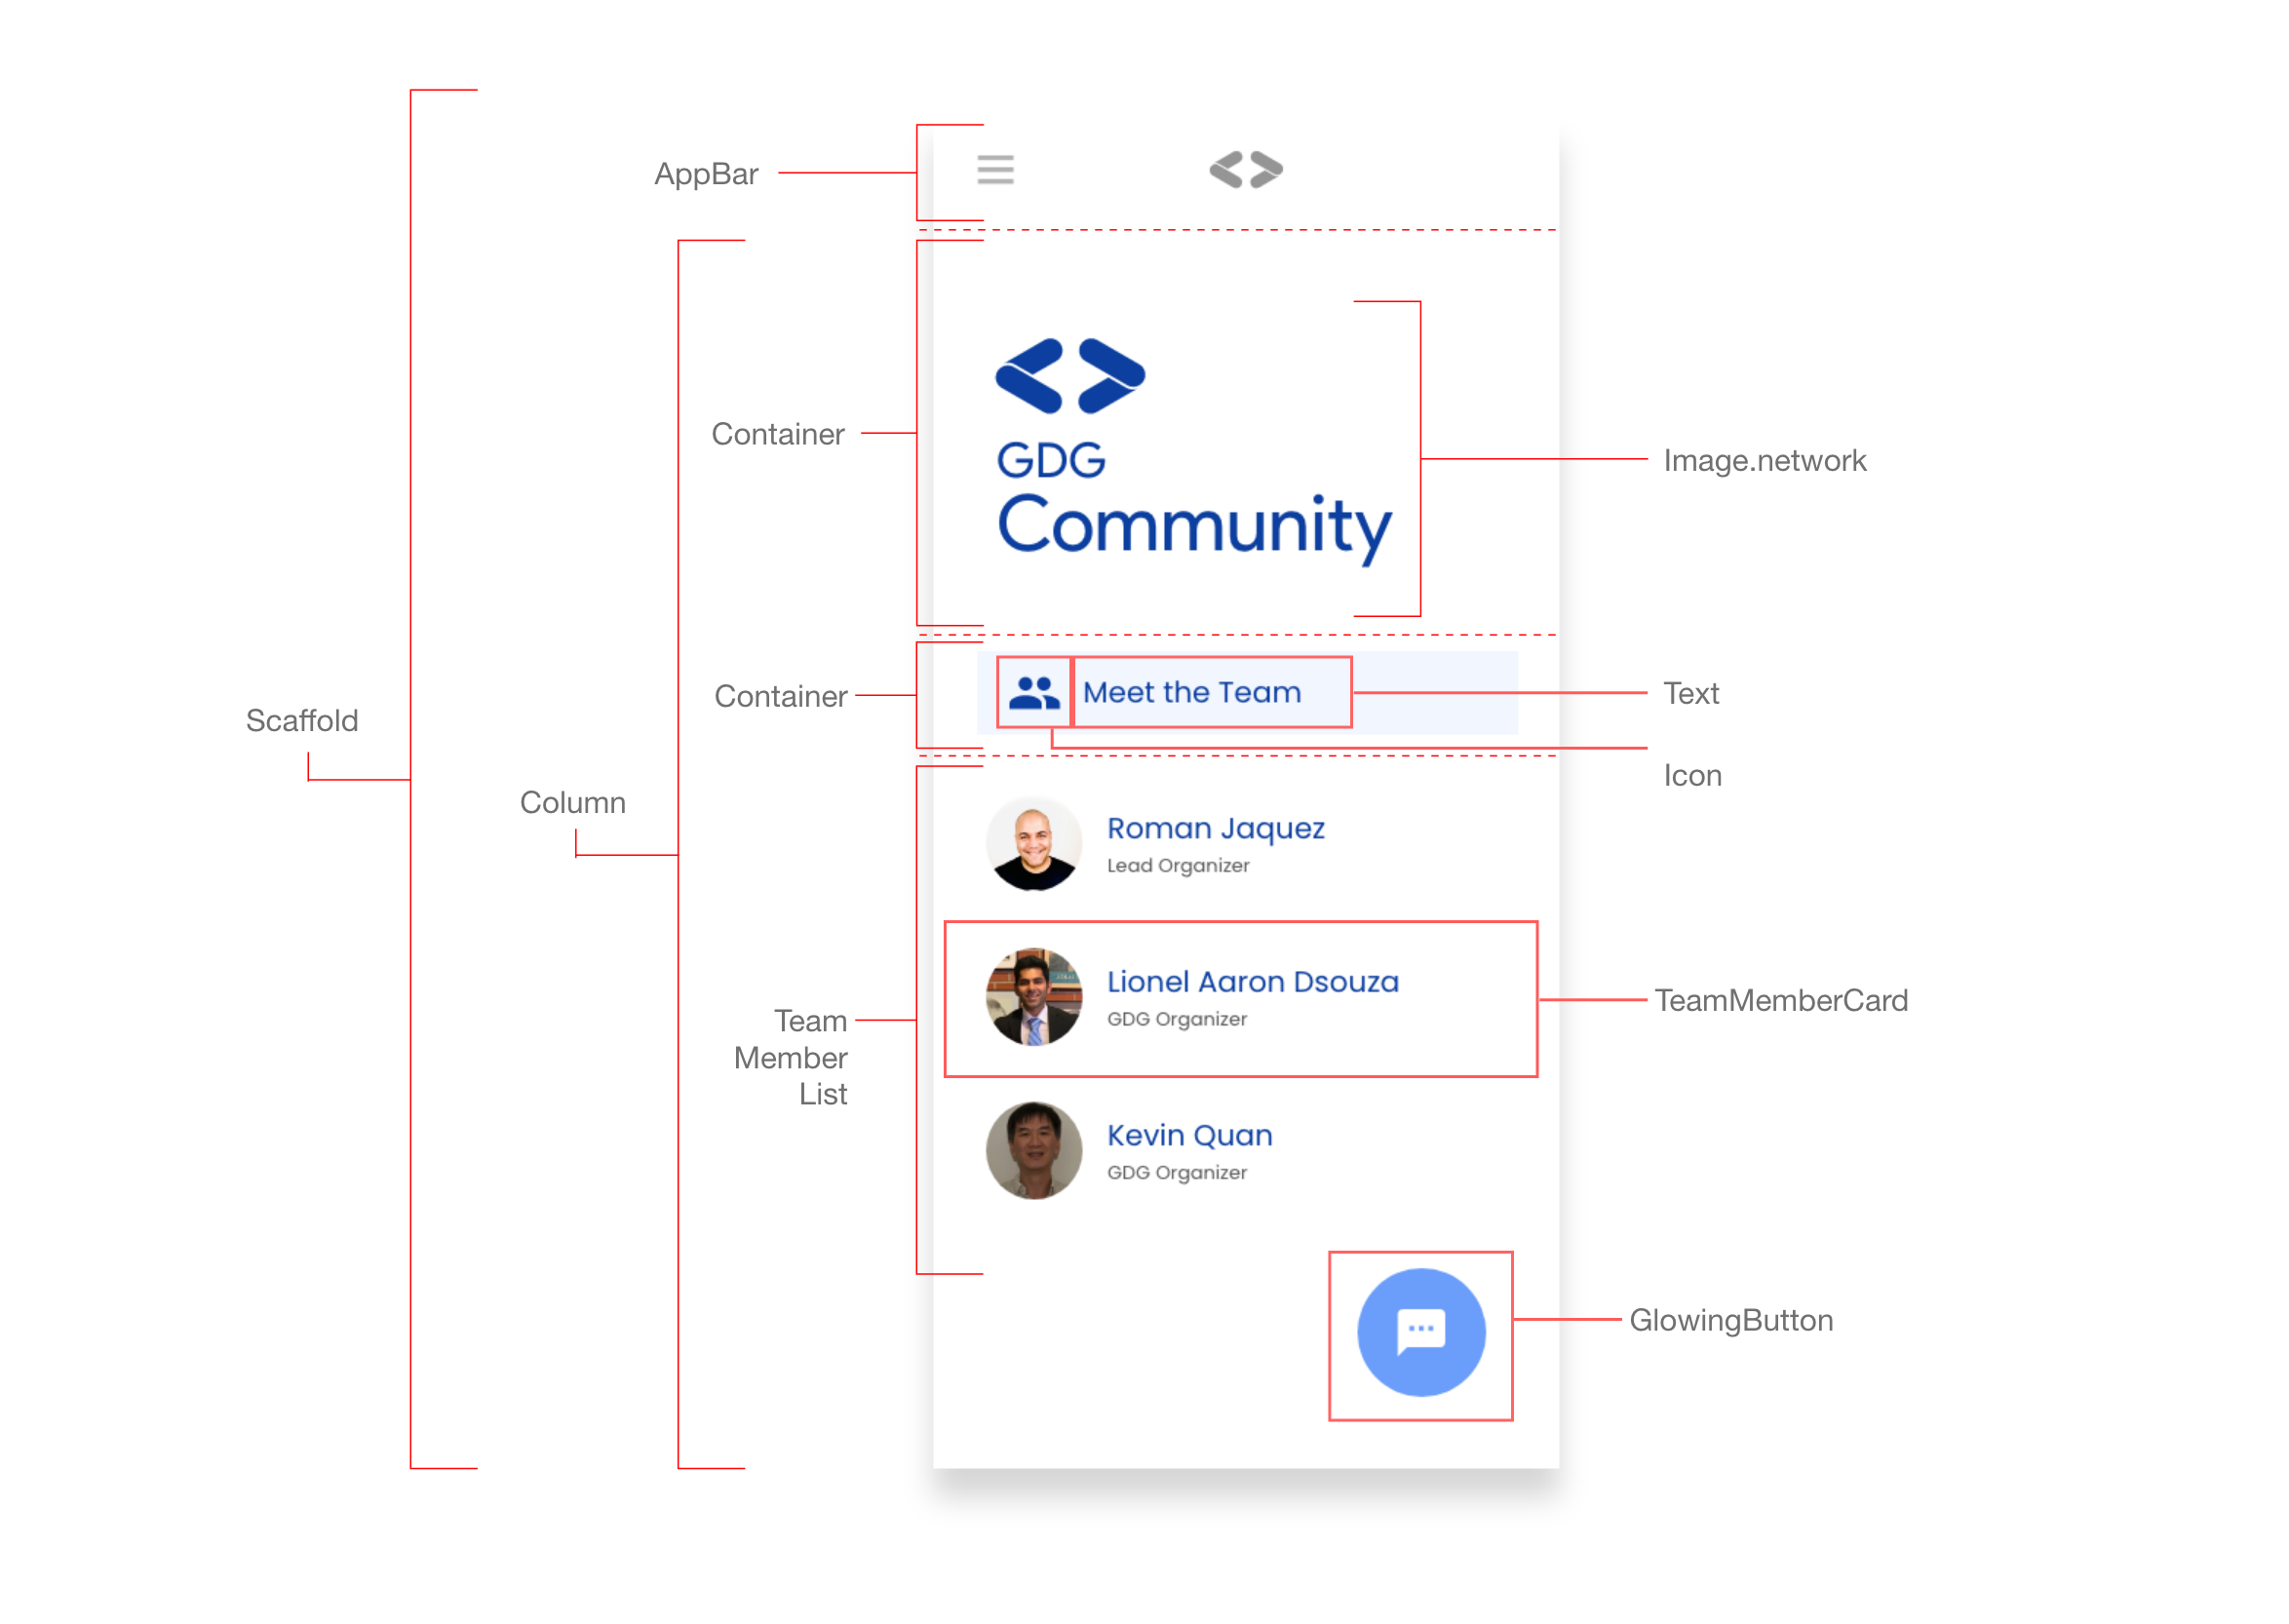 AppBar
Container
GDG
Community
Image.network
Container
Meet the Team
Text
Scaffold
Icon
Column
Roman Jaquez
Lead Organizer
Lionel Aaron Dsouza
GDG Organizer
TeamMemberCard
Team
Member
List
Kevin Quan
GDG Organizer
GlowingButton